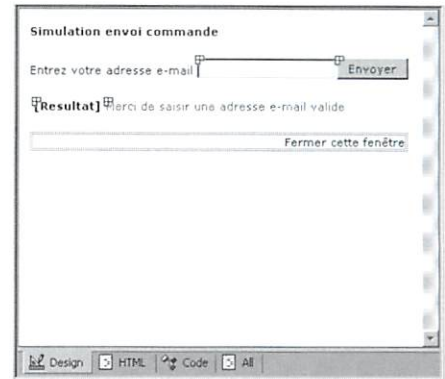 Simulation envoi commande
Entrez votre adresse e-mail Envoyer
[Resultat] Merci de saisir une adresse e-mail valide
Fermer cette fenêtre
Design HTML Code All